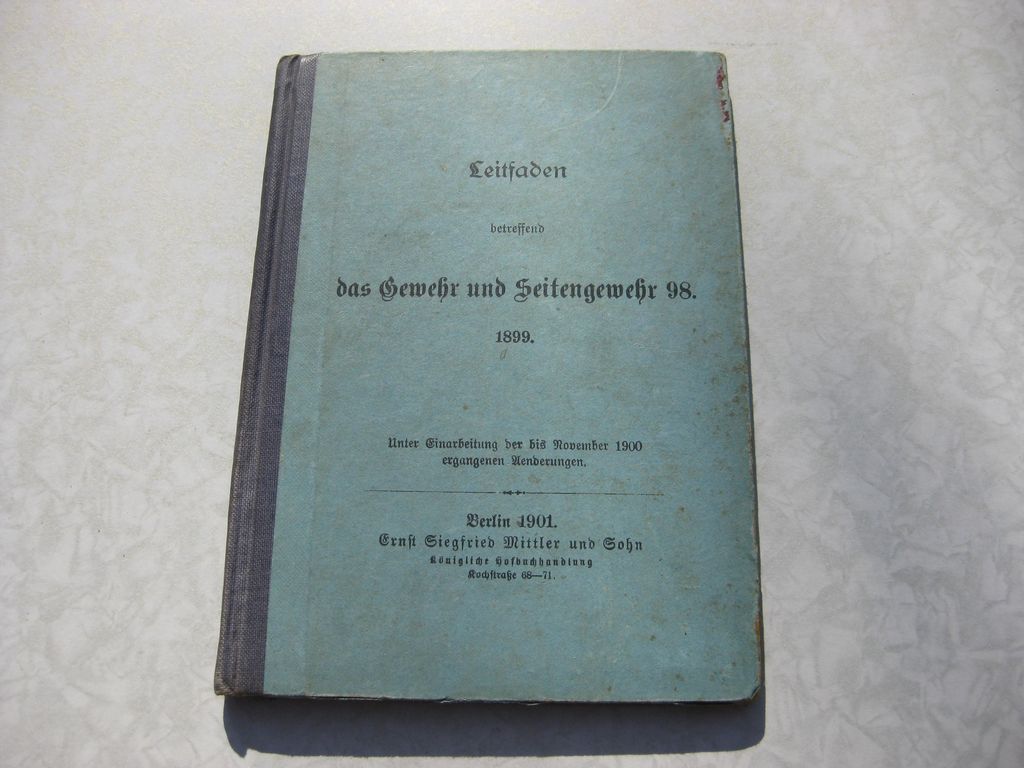 Leitfaden
betreffend
das Gewehr und Seitengewehr 98.
1899.
Unter Einarbeitung der bis November 1900
ergangenen Aenderungen.
Berlin 1901.
Ernst Siegfried Mittler und Sohn
Königliche Hofbuchhandlung
Kochstraße 68—71.